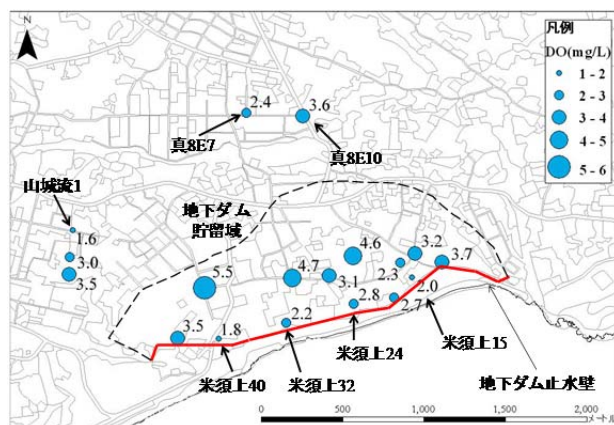 N
凡例
DO(mg/L)
1 - 2
2 - 3
3 - 4
4 - 5
5 - 6
2.4
3.6
真8E7
真8E10
山城流1
1.6
3.0
3.5
地下ダム
貯留域
5.5
4.7
4.6
3.1
3.2
2.3
3.7
2.0
2.8
2.7
2.2
3.5
1.8
米須上15
米須上24
米須上32
米須上40
地下ダム止水壁
0 500 1,000 1,500 2,000
メートル